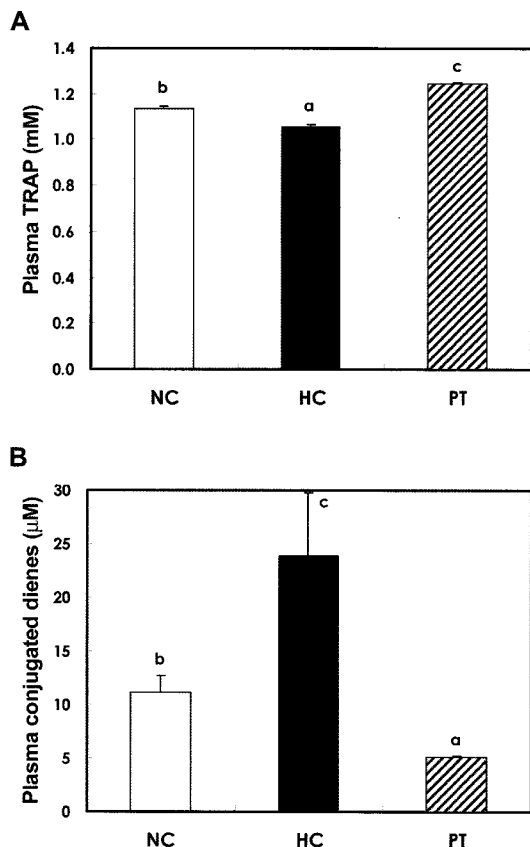 A
Plasma TRAP (mM)
1.4
1.2
1.0
0.8
0.6
0.4
0.2
0.0
b
a
c
NC HC PT
B
Plasma conjugated dienes (μM)
30
25
20
15
10
5
0
b
c
a
NC HC PT